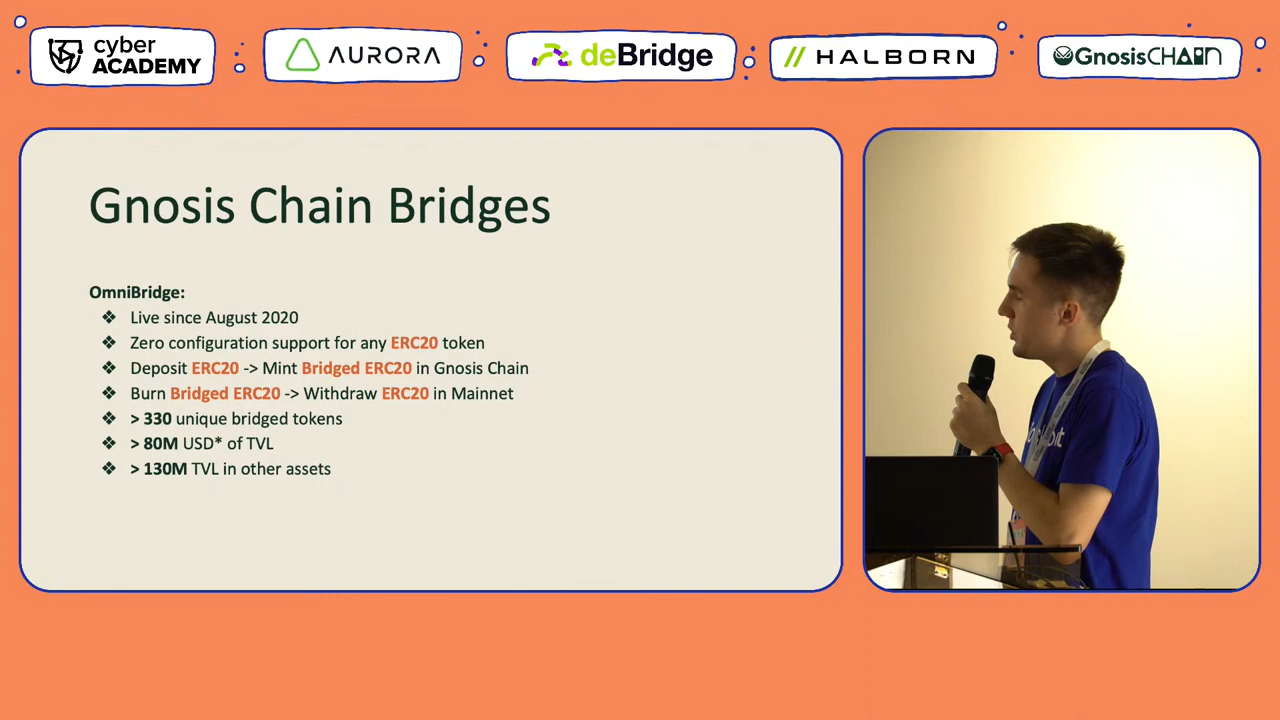 cyber
ACADEMY
AURORA
deBridge
HALBORN
GnosisCHAIN
Gnosis Chain Bridges
OmniBridge:
❖ Live since August 2020
❖ Zero configuration support for any ERC20 token
❖ Deposit ERC20 -> Mint Bridged ERC20 in Gnosis Chain
❖ Burn Bridged ERC20 -> Withdraw ERC20 in Mainnet
❖ > 330 unique bridged tokens
❖ > 80M USD* of TVL
❖ > 130M TVL in other assets